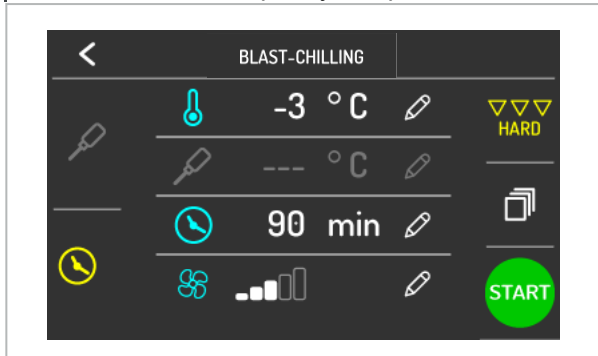 BLAST-CHILLING
-3 °C
HARD
--- °C
90 min
START